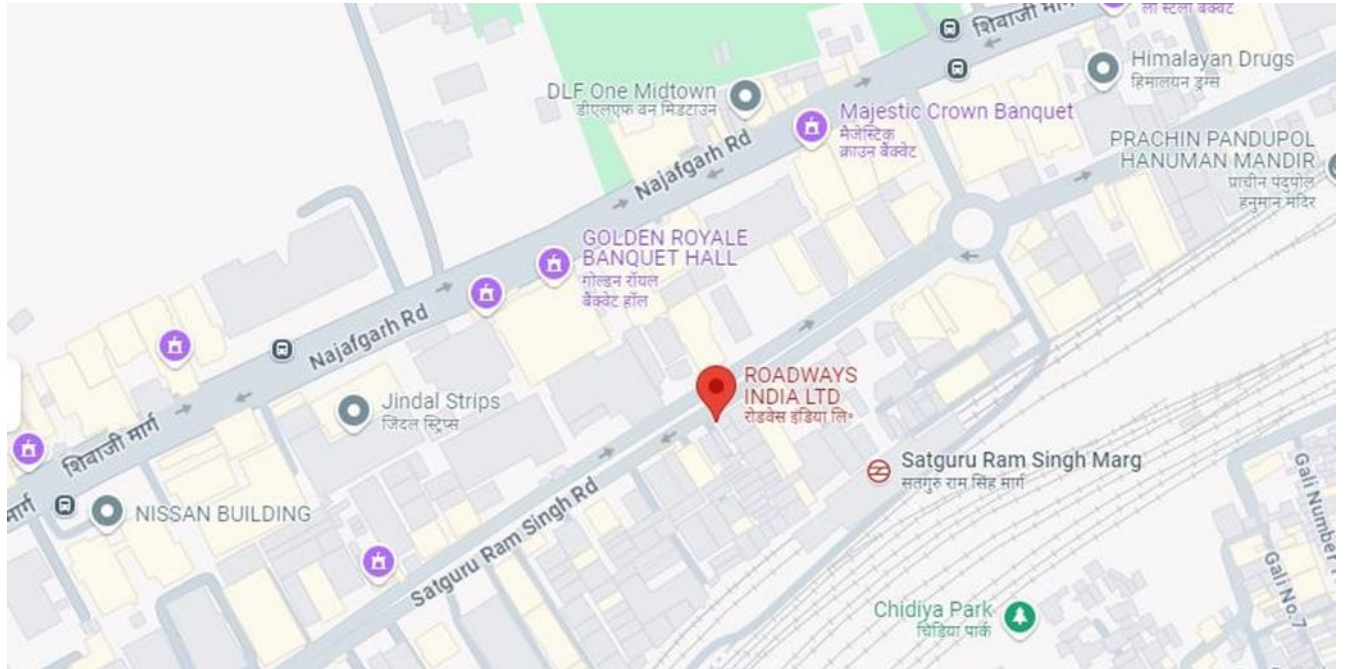 ला स्टेला बैंक्वेट
शिवाजी मार्ग
Himalayan Drugs
हिमालयन ड्रग्स
DLF One Midtown
डीएलएफ वन मिडटाउन
Majestic Crown Banquet
मैजेस्टिक
क्राउन बैंक्वेट
PRACHIN PANDUPOL
HANUMAN MANDIR
प्राचीन पंदुपोल
हनुमान मंदिर
Najafgarh Rd
GOLDEN ROYALE
BANQUET HALL
गोल्डन रॉयल
बैंक्वेट हॉल
Najafgarh Rd
Jindal Strips
जिंदल स्ट्रिप्स
ROADWAYS
INDIA LTD
रोडवेस इंडिया लि॰
शिवाजी मार्ग
Satguru Ram Singh Marg
सतगुरु राम सिंह मार्ग
मार्ग
NISSAN BUILDING
Satguru Ram Singh Rd
Gali Number
Gali No.7
Chidiya Park
चिडिया पार्क